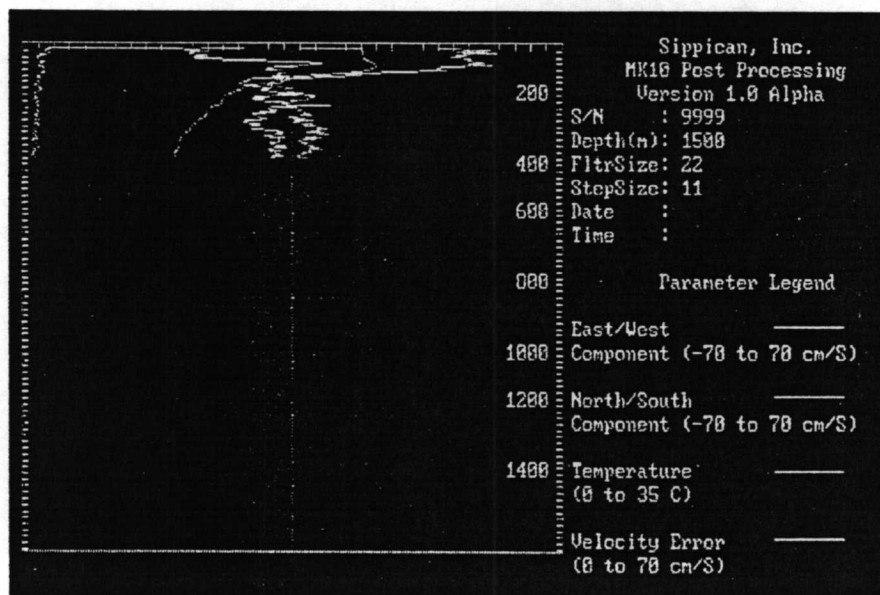 Sippican, Inc.
MK10 Post Processing
Version 1.0 Alpha
S/N : 9999
Depth(m): 1500
FltrSize: 22
StepSize: 11
Date :
Time :
Parameter Legend
East/West
Component (-70 to 70 cm/S)
North/South
Component (-70 to 70 cm/S)
Temperature
(0 to 35 C)
Velocity Error
(0 to 70 cm/S)
200
400
600
800
1000
1200
1400